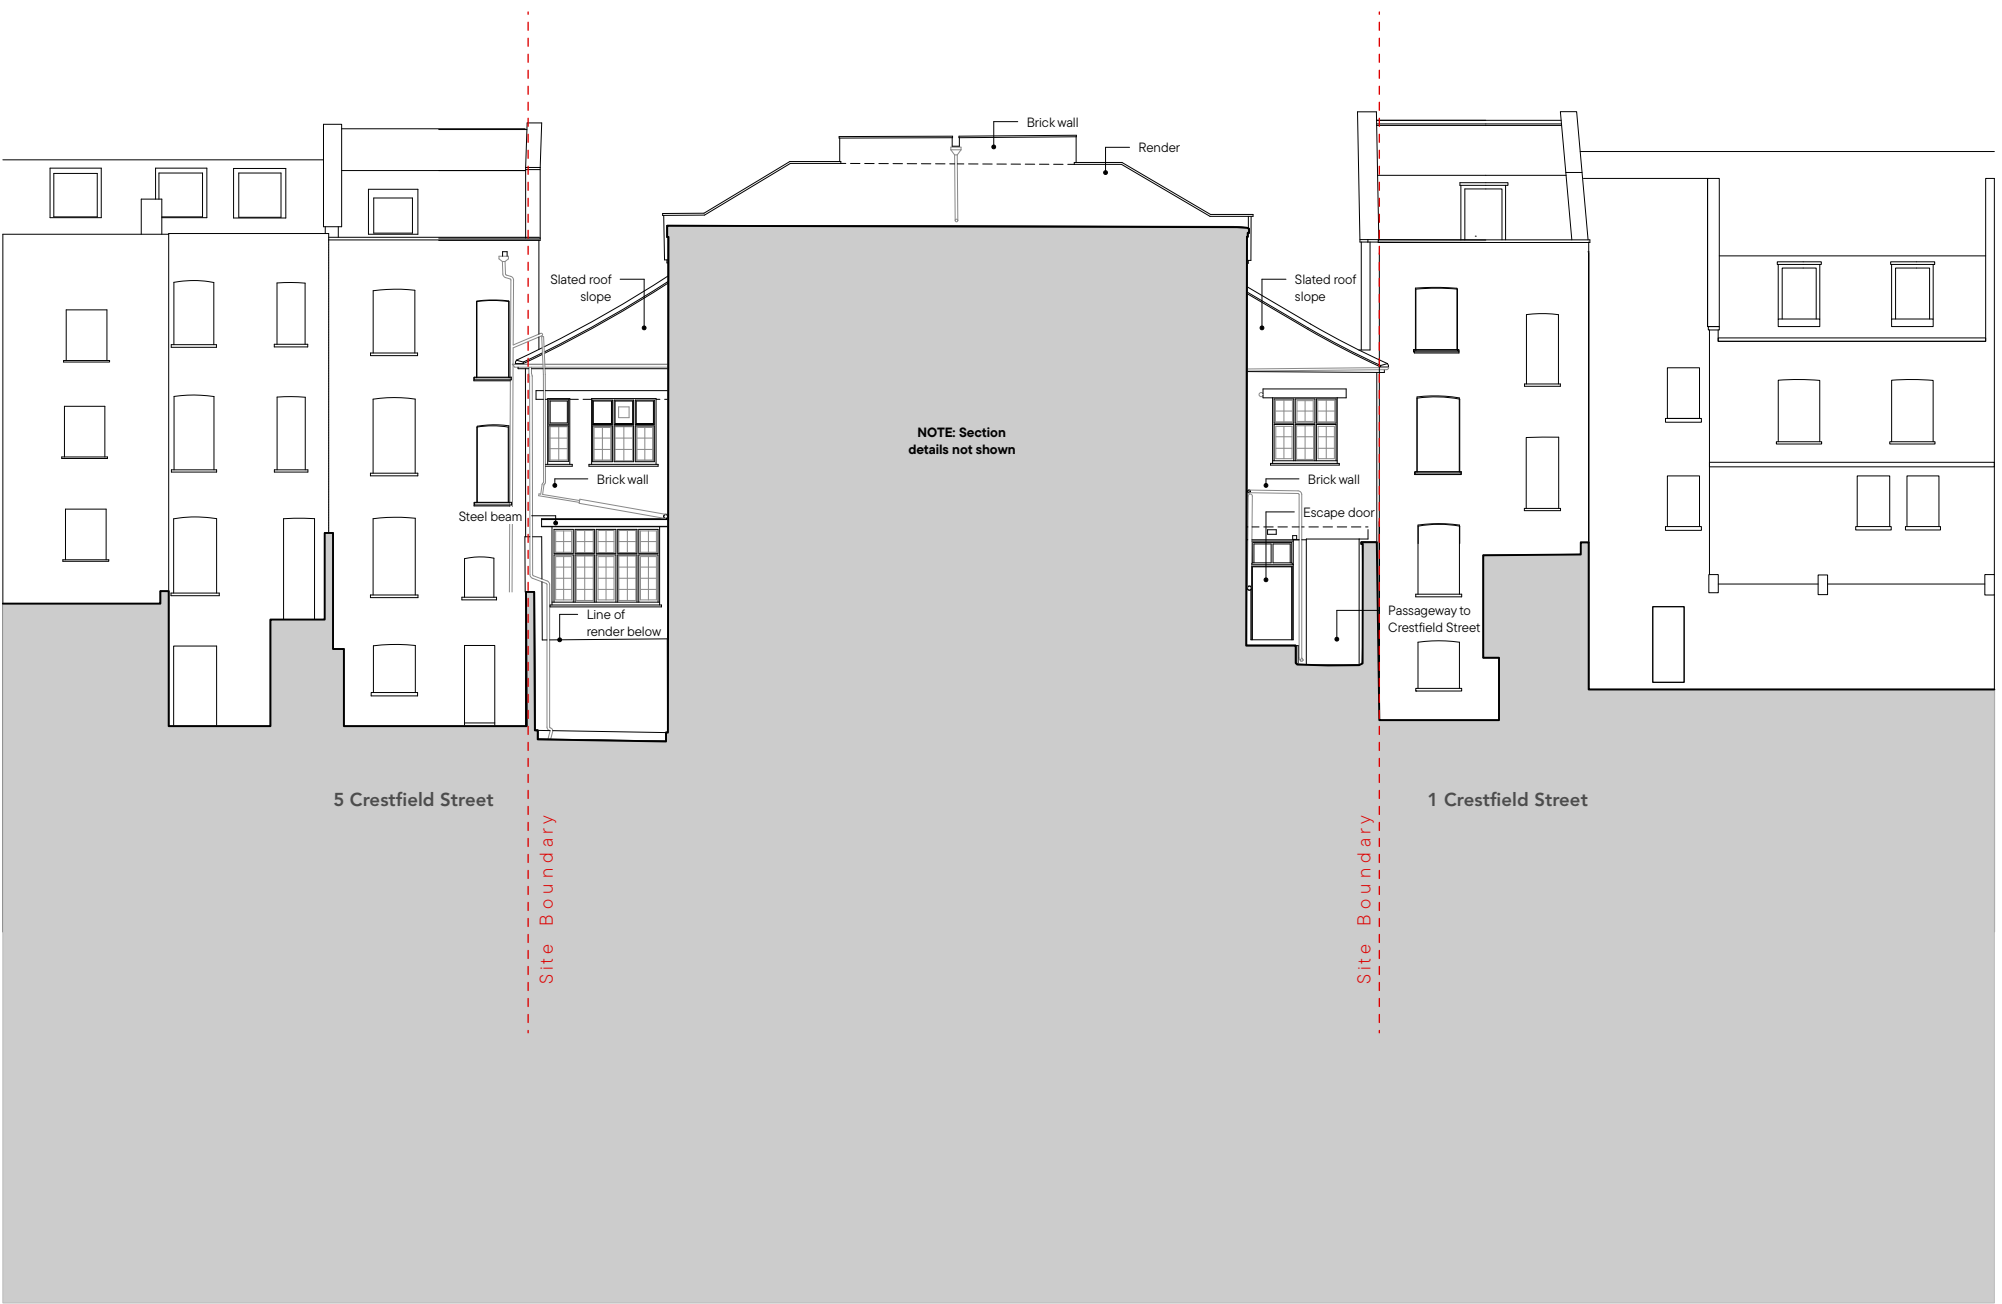 Brick wall
Render
Slated roof
slope
Slated roof
slope
NOTE: Section
details not shown
Brick wall
Brick wall
Steel beam
Escape door
Line of
render below
Passageway to
Crestfield Street
5 Crestfield Street
1 Crestfield Street
Site Boundary
Site Boundary